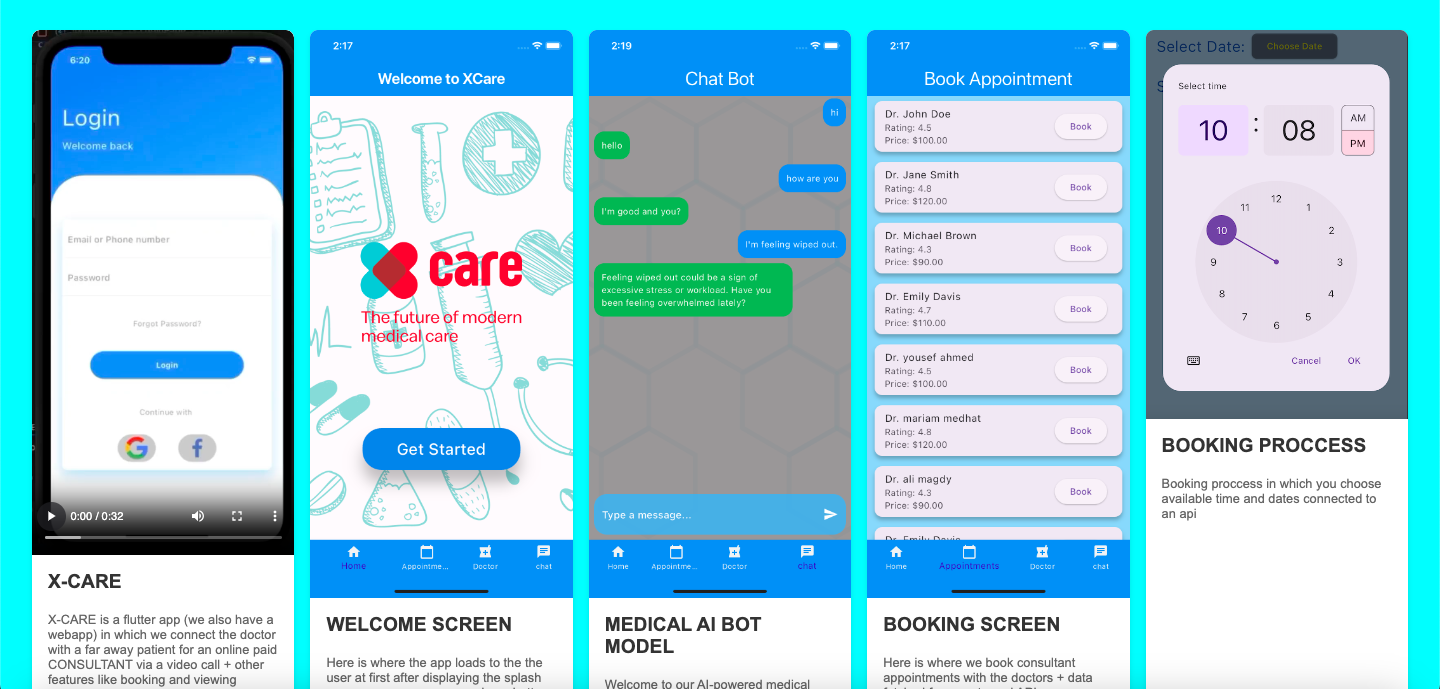 6:20
Login
Welcome back
Email or Phone number
Password
Forgot Password?
Login
Continue with
0:00 / 0:32
X-CARE
X-CARE is a flutter app (we also have a
webapp) in which we connect the doctor
with a far away patient for an online paid
CONSULTANT via a video call + other
features like booking and viewing
2:17
Welcome to XCare
care
The future of modern
medical care
Get Started
Home
Appointme...
Doctor
chat
WELCOME SCREEN
Here is where the app loads to the the
user at first after displaying the splash
2:19
Chat Bot
hi
hello
how are you
I'm good and you?
I'm feeling wiped out.
Feeling wiped out could be a sign of
excessive stress or workload. Have you
been feeling overwhelmed lately?
Type a message...
Home
Appointme...
Doctor
chat
MEDICAL AI BOT
MODEL
Welcome to our AI-powered medical
2:17
Book Appointment
Dr. John Doe
Rating: 4.5
Price: $100.00
Book
Dr. Jane Smith
Rating: 4.8
Price: $120.00
Book
Dr. Michael Brown
Rating: 4.3
Price: $90.00
Book
Dr. Emily Davis
Rating: 4.7
Price: $110.00
Book
Dr. yousef ahmed
Rating: 4.5
Price: $100.00
Book
Dr. mariam medhat
Rating: 4.8
Price: $120.00
Book
Dr. ali magdy
Rating: 4.3
Price: $90.00
Book
Dr. Emily Davis
Home
Appointments
Doctor
chat
BOOKING SCREEN
Here is where we book consultant
appointments with the doctors + data
Select Date: Choose Date
Select time
10 : 08
AM
PM
12
1
2
3
4
5
6
7
8
9
10
11
Cancel
OK
BOOKING PROCCESS
Booking proccess in which you choose
available time and dates connected to
an api